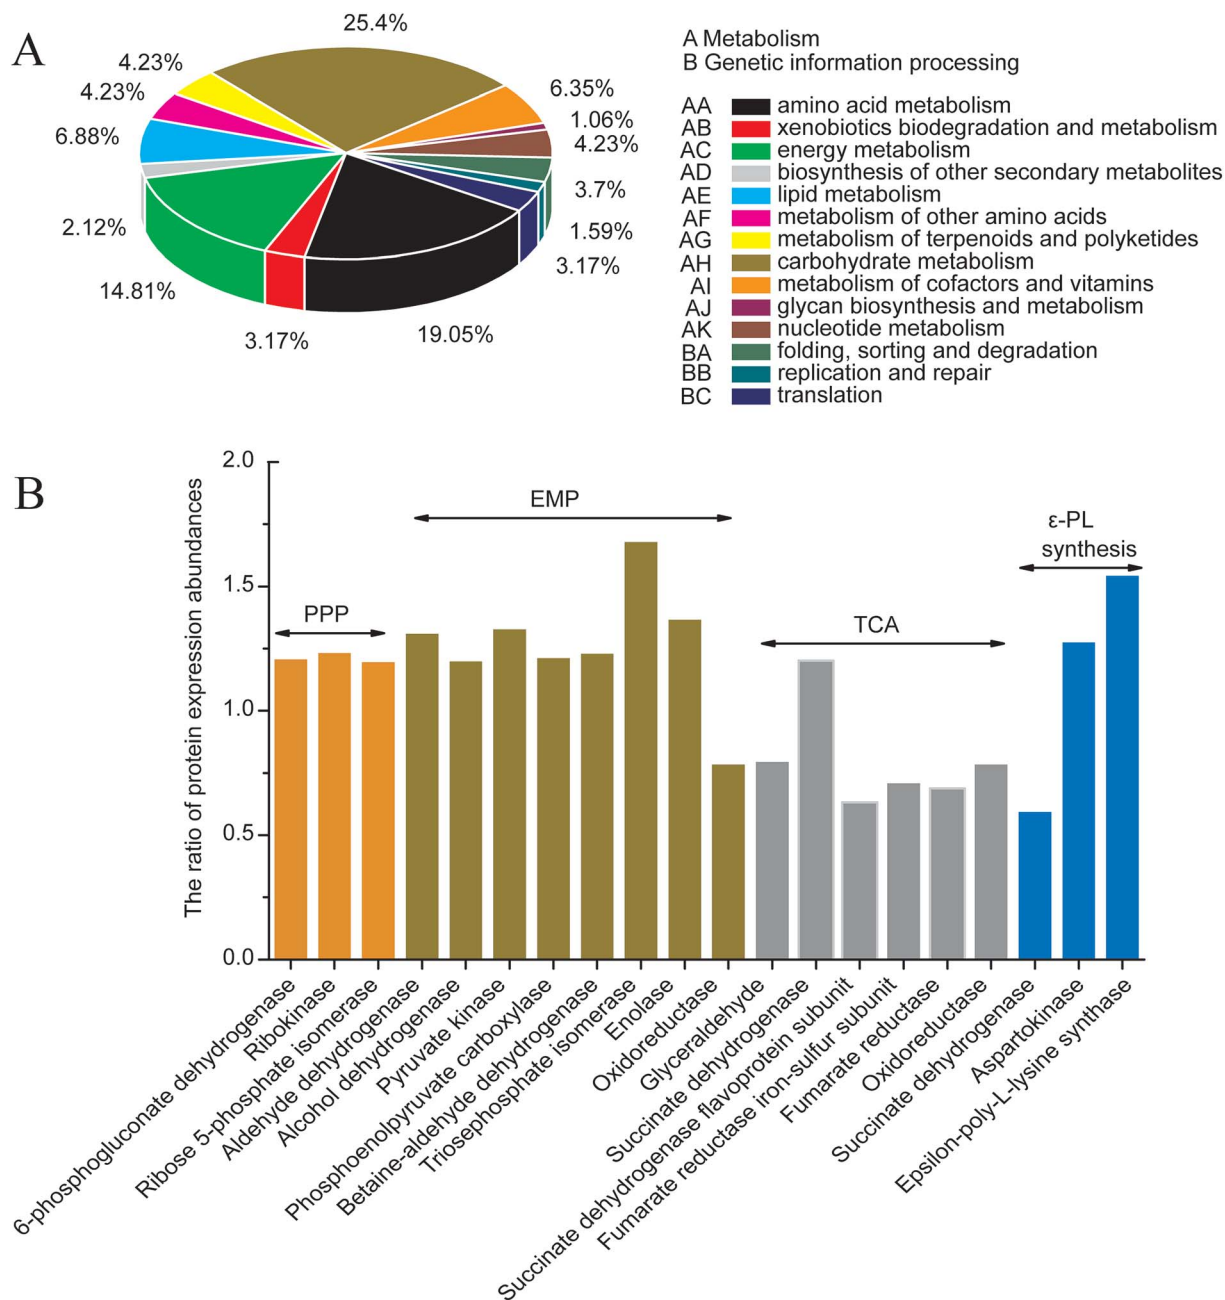 A
25.4%
4.23%
4.23%
6.88%
2.12%
14.81%
3.17%
19.05%
3.17%
1.59%
3.7%
4.23%
1.06%
6.35%
A Metabolism
B Genetic information processing
AA amino acid metabolism
AB xenobiotics biodegradation and metabolism
AC energy metabolism
AD biosynthesis of other secondary metabolites
AE lipid metabolism
AF metabolism of other amino acids
AG metabolism of terpenoids and polyketides
AH carbohydrate metabolism
AI metabolism of cofactors and vitamins
AJ glycan biosynthesis and metabolism
AK nucleotide metabolism
BA folding, sorting and degradation
BB replication and repair
BC translation
B
The ratio of protein expression abundances
2.0
1.5
1.0
0.5
0.0
PPP
EMP
TCA
ε-PL
synthesis
6-phosphogluconate dehydrogenase
Ribokinase
Ribose 5-phosphate isomerase
Aldehyde dehydrogenase
Alcohol dehydrogenase
Pyruvate kinase
Phosphoenolpyruvate carboxylase
Betaine-aldehyde dehydrogenase
Triosephosphate isomerase
Enolase
Oxidoreductase
Glyceraldehyde
Succinate dehydrogenase
Succinate dehydrogenase flavoprotein subunit
Fumarate reductase iron-sulfur subunit
Fumarate reductase
Oxidoreductase
Succinate dehydrogenase
Aspartokinase
Epsilon-poly-L-lysine synthase